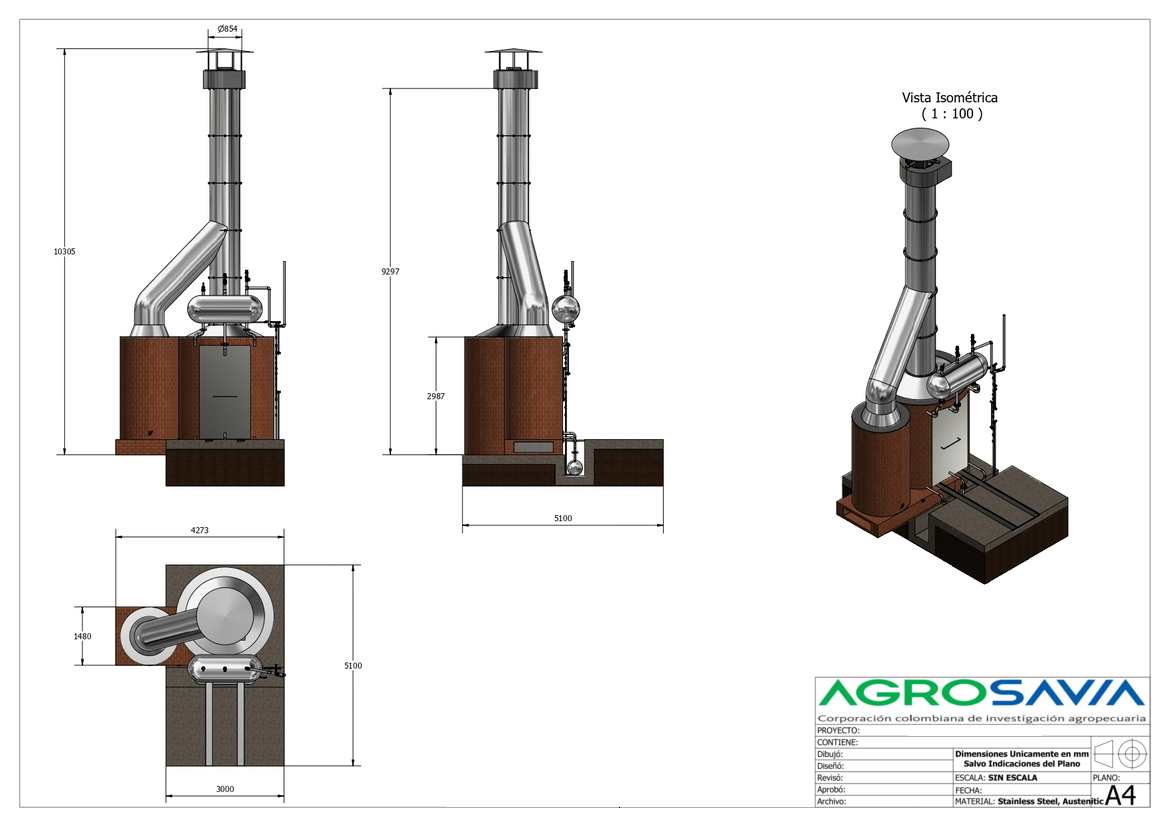 Ø854
10305
9297
2987
5100
Vista Isométrica
( 1 : 100 )
4273
1480
5100
3000
AGROSAVIA
Corporación colombiana de investigación agropecuaria
PROYECTO:
CONTIENE:
Dibujó:
Dimensiones Unicamente en mm
Salvo Indicaciones del Plano
Diseñó:
Revisó:
ESCALA: SIN ESCALA
PLANO:
Aprobó:
FECHA:
Archivo:
MATERIAL: Stainless Steel, Austenitic
A4